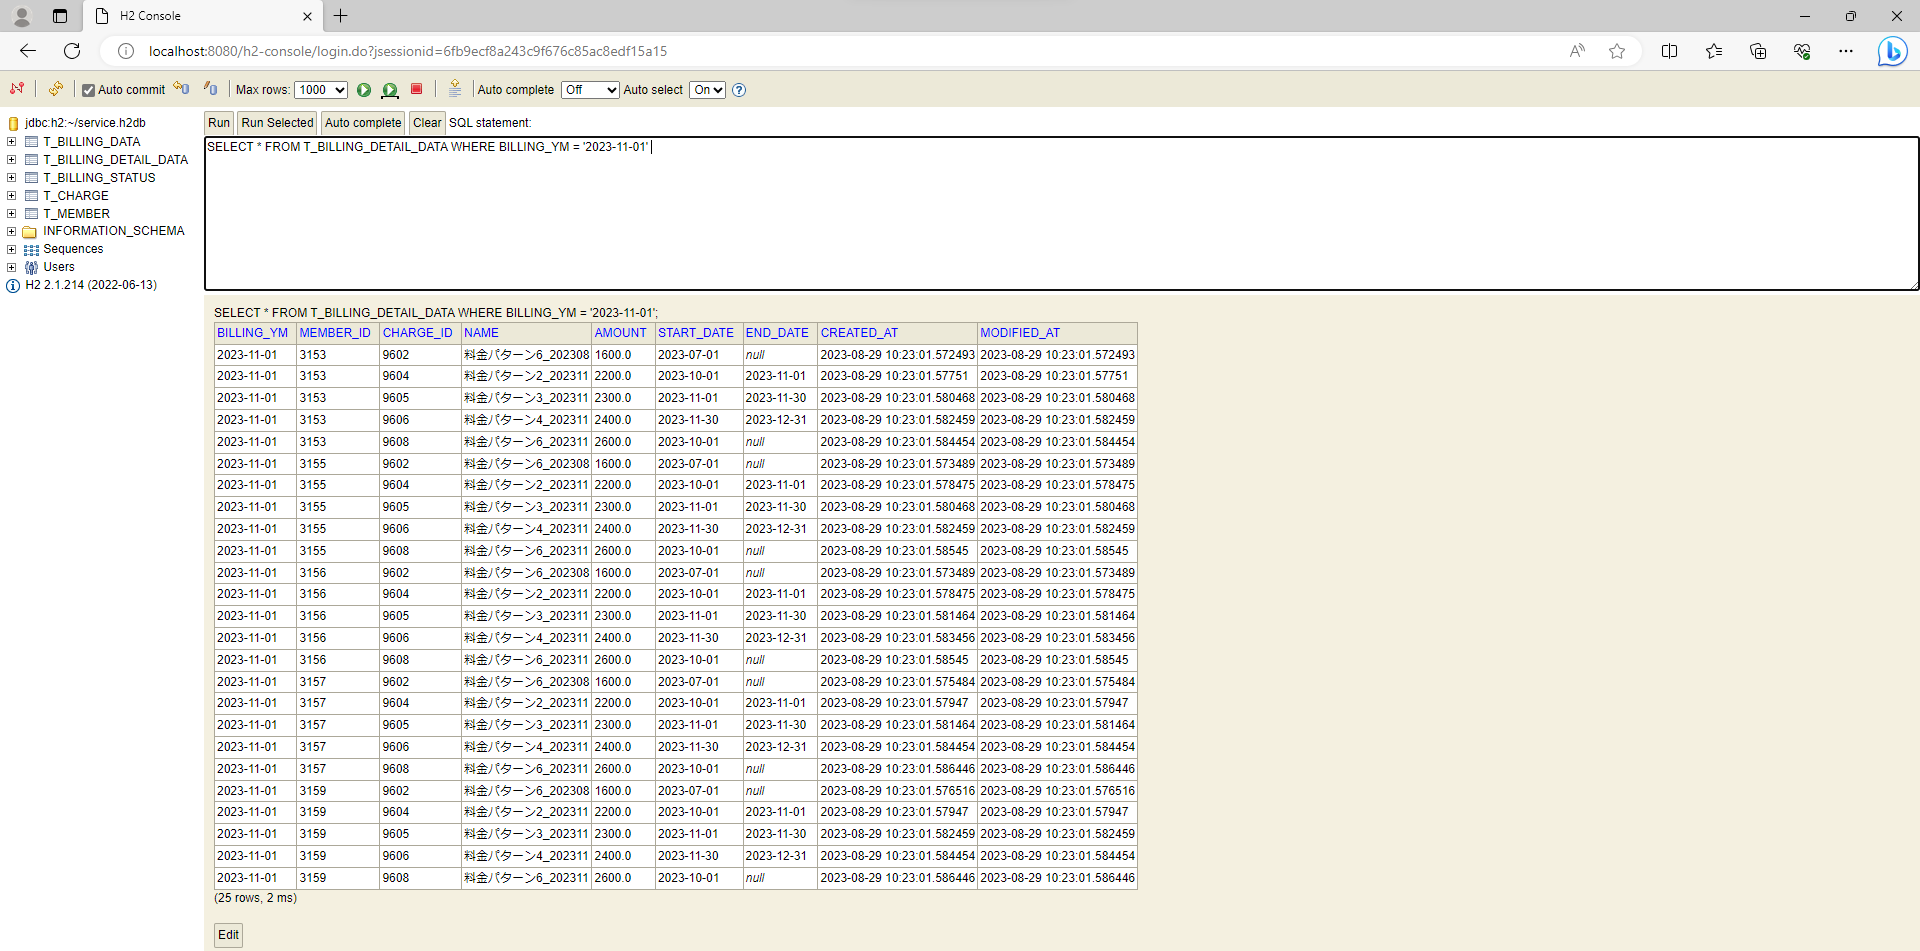 H2 Console
localhost:8080/h2-console/login.do?jsessionid=6fb9ecf8a243c9f676c85ac8edf15a15
Auto commit Max rows: 1000 Auto complete Off Auto select On
jdbc:h2:~/service.h2db
T_BILLING_DATA
T_BILLING_DETAIL_DATA
T_BILLING_STATUS
T_CHARGE
T_MEMBER
INFORMATION_SCHEMA
Sequences
Users
H2 2.1.214 (2022-06-13)
Run Run Selected Auto complete Clear SQL statement:
SELECT * FROM T_BILLING_DETAIL_DATA WHERE BILLING_YM = '2023-11-01'
SELECT * FROM T_BILLING_DETAIL_DATA WHERE BILLING_YM = '2023-11-01';
BILLING_YM MEMBER_ID CHARGE_ID NAME AMOUNT START_DATE END_DATE CREATED_AT MODIFIED_AT
2023-11-01 3153 9602 料金パターン6_202308 1600.0 2023-07-01 null 2023-08-29 10:23:01.572493 2023-08-29 10:23:01.572493
2023-11-01 3153 9604 料金パターン2_202311 2200.0 2023-10-01 2023-11-01 2023-08-29 10:23:01.57751 2023-08-29 10:23:01.57751
2023-11-01 3153 9605 料金パターン3_202311 2300.0 2023-11-01 2023-11-30 2023-08-29 10:23:01.580468 2023-08-29 10:23:01.580468
2023-11-01 3153 9606 料金パターン4_202311 2400.0 2023-11-30 2023-12-31 2023-08-29 10:23:01.582459 2023-08-29 10:23:01.582459
2023-11-01 3153 9608 料金パターン6_202311 2600.0 2023-10-01 null 2023-08-29 10:23:01.584454 2023-08-29 10:23:01.584454
2023-11-01 3155 9602 料金パターン6_202308 1600.0 2023-07-01 null 2023-08-29 10:23:01.573489 2023-08-29 10:23:01.573489
2023-11-01 3155 9604 料金パターン2_202311 2200.0 2023-10-01 2023-11-01 2023-08-29 10:23:01.578475 2023-08-29 10:23:01.578475
2023-11-01 3155 9605 料金パターン3_202311 2300.0 2023-11-01 2023-11-30 2023-08-29 10:23:01.580468 2023-08-29 10:23:01.580468
2023-11-01 3155 9606 料金パターン4_202311 2400.0 2023-11-30 2023-12-31 2023-08-29 10:23:01.582459 2023-08-29 10:23:01.582459
2023-11-01 3155 9608 料金パターン6_202311 2600.0 2023-10-01 null 2023-08-29 10:23:01.58545 2023-08-29 10:23:01.58545
2023-11-01 3156 9602 料金パターン6_202308 1600.0 2023-07-01 null 2023-08-29 10:23:01.573489 2023-08-29 10:23:01.573489
2023-11-01 3156 9604 料金パターン2_202311 2200.0 2023-10-01 2023-11-01 2023-08-29 10:23:01.578475 2023-08-29 10:23:01.578475
2023-11-01 3156 9605 料金パターン3_202311 2300.0 2023-11-01 2023-11-30 2023-08-29 10:23:01.581464 2023-08-29 10:23:01.581464
2023-11-01 3156 9606 料金パターン4_202311 2400.0 2023-11-30 2023-12-31 2023-08-29 10:23:01.583456 2023-08-29 10:23:01.583456
2023-11-01 3156 9608 料金パターン6_202311 2600.0 2023-10-01 null 2023-08-29 10:23:01.58545 2023-08-29 10:23:01.58545
2023-11-01 3157 9602 料金パターン6_202308 1600.0 2023-07-01 null 2023-08-29 10:23:01.575484 2023-08-29 10:23:01.575484
2023-11-01 3157 9604 料金パターン2_202311 2200.0 2023-10-01 2023-11-01 2023-08-29 10:23:01.57947 2023-08-29 10:23:01.57947
2023-11-01 3157 9605 料金パターン3_202311 2300.0 2023-11-01 2023-11-30 2023-08-29 10:23:01.581464 2023-08-29 10:23:01.581464
2023-11-01 3157 9606 料金パターン4_202311 2400.0 2023-11-30 2023-12-31 2023-08-29 10:23:01.584454 2023-08-29 10:23:01.584454
2023-11-01 3157 9608 料金パターン6_202311 2600.0 2023-10-01 null 2023-08-29 10:23:01.586446 2023-08-29 10:23:01.586446
2023-11-01 3159 9602 料金パターン6_202308 1600.0 2023-07-01 null 2023-08-29 10:23:01.576516 2023-08-29 10:23:01.576516
2023-11-01 3159 9604 料金パターン2_202311 2200.0 2023-10-01 2023-11-01 2023-08-29 10:23:01.57947 2023-08-29 10:23:01.57947
2023-11-01 3159 9605 料金パターン3_202311 2300.0 2023-11-01 2023-11-30 2023-08-29 10:23:01.582459 2023-08-29 10:23:01.582459
2023-11-01 3159 9606 料金パターン4_202311 2400.0 2023-11-30 2023-12-31 2023-08-29 10:23:01.584454 2023-08-29 10:23:01.584454
2023-11-01 3159 9608 料金パターン6_202311 2600.0 2023-10-01 null 2023-08-29 10:23:01.586446 2023-08-29 10:23:01.586446
(25 rows, 2 ms)
Edit